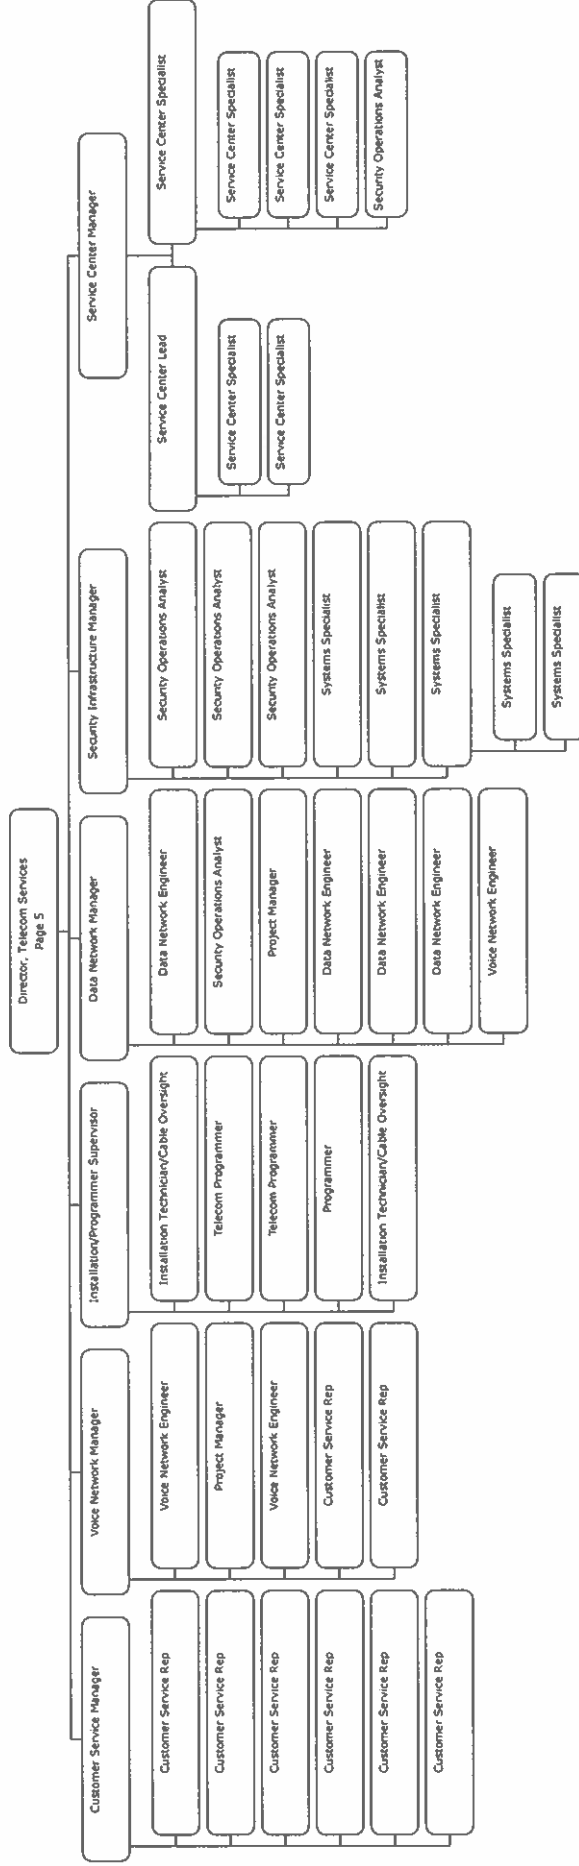 Director, Telecom Services
Page 5
Customer Service Manager
Customer Service Rep
Customer Service Rep
Customer Service Rep
Customer Service Rep
Customer Service Rep
Customer Service Rep
Voice Network Manager
Voice Network Engineer
Project Manager
Voice Network Engineer
Customer Service Rep
Customer Service Rep
Installation/Programmer Supervisor
Installation Technician/Cable Oversight
Telecom Programmer
Telecom Programmer
Programmer
Installation Technician/Cable Oversight
Data Network Manager
Data Network Engineer
Security Operations Analyst
Project Manager
Data Network Engineer
Data Network Engineer
Data Network Engineer
Voice Network Engineer
Security Infrastructure Manager
Security Operations Analyst
Security Operations Analyst
Security Operations Analyst
Systems Specialist
Systems Specialist
Systems Specialist
Systems Specialist
Systems Specialist
Service Center Manager
Service Center Lead
Service Center Specialist
Service Center Specialist
Service Center Specialist
Service Center Specialist
Service Center Specialist
Service Center Specialist
Security Operations Analyst